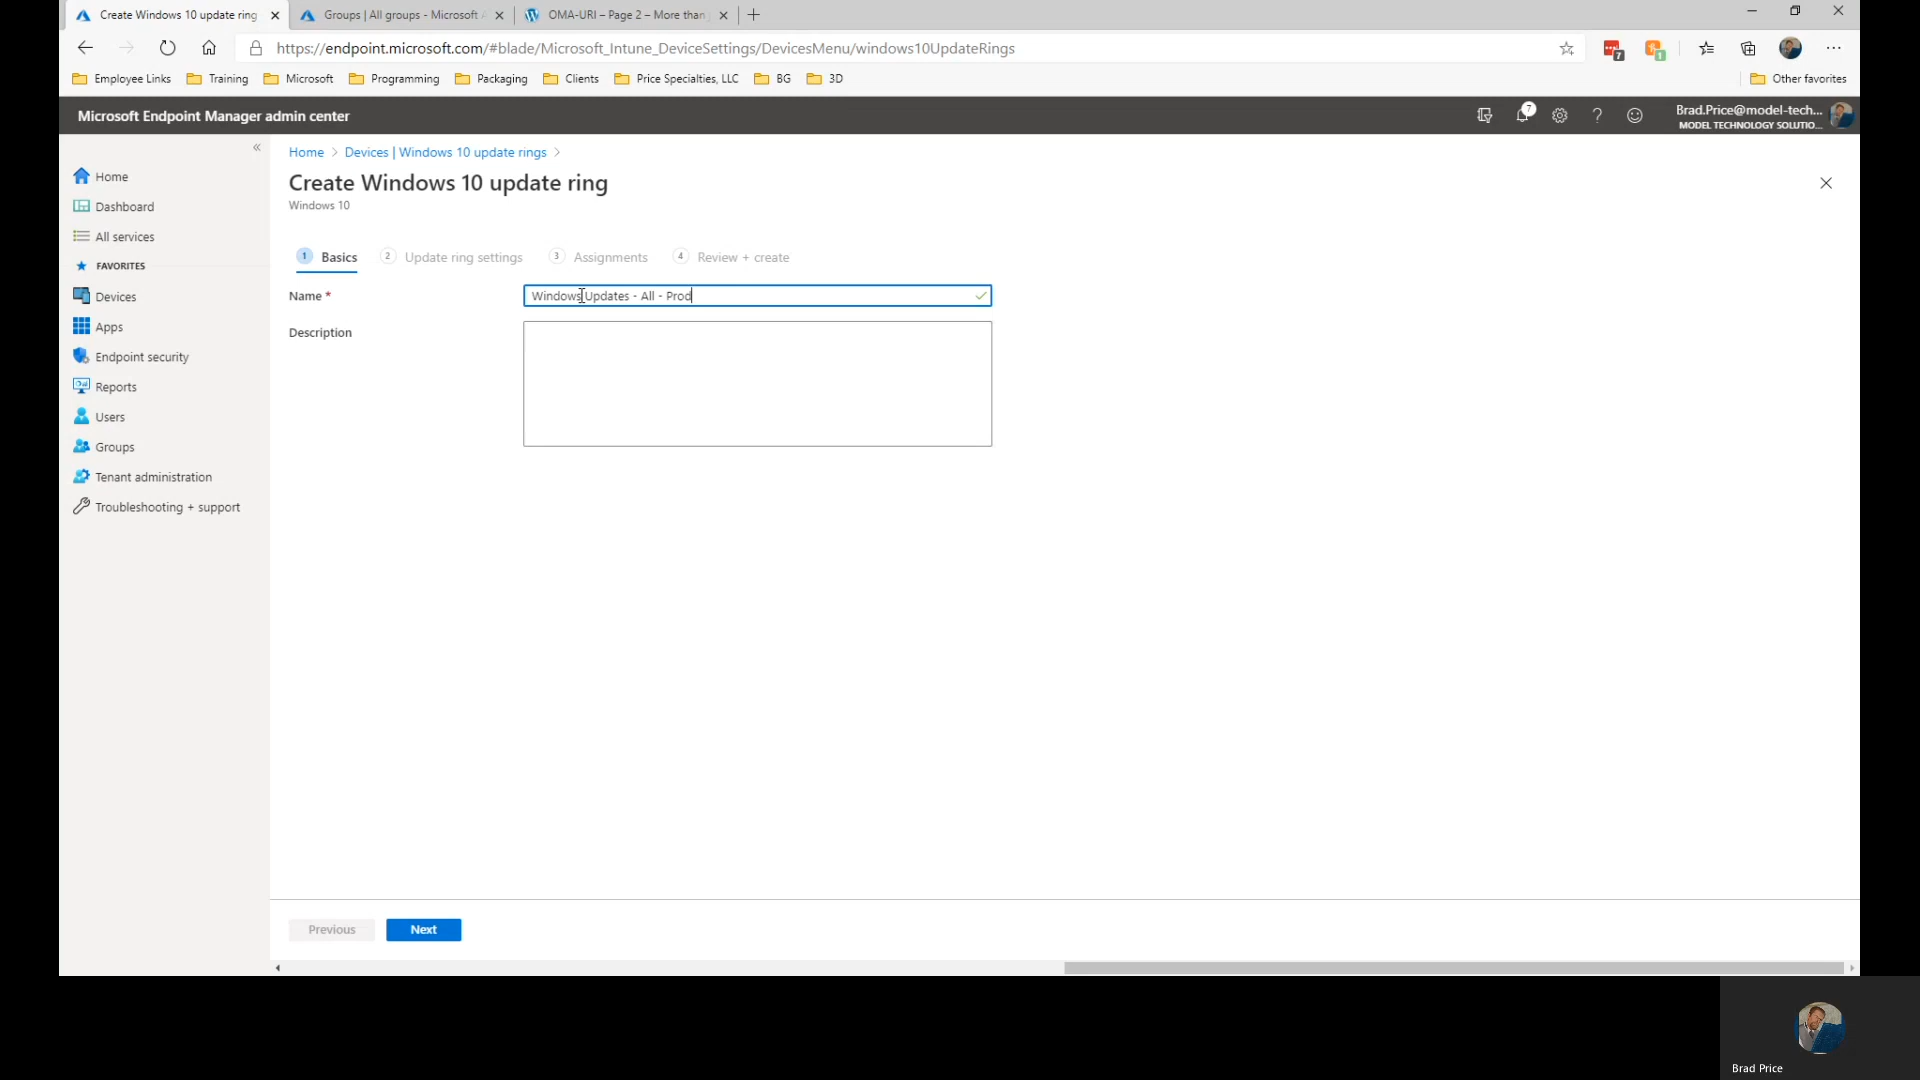 Create Windows 10 update ring
Groups | All groups - Microsoft A
OMA-URI – Page 2 – More than
https://endpoint.microsoft.com/#blade/Microsoft_Intune_DeviceSettings/DevicesMenu/windows10UpdateRings
7
1
Employee Links
Training
Microsoft
Programming
Packaging
Clients
Price Specialties, LLC
BG
3D
Other favorites
Microsoft Endpoint Manager admin center
7
Brad.Price@model-tech...
MODEL TECHNOLOGY SOLUTIO...
Home
Dashboard
All services
FAVORITES
Devices
Apps
Endpoint security
Reports
Users
Groups
Tenant administration
Troubleshooting + support
Home > Devices | Windows 10 update rings >
Create Windows 10 update ring
Windows 10
1 Basics
2 Update ring settings
3 Assignments
4 Review + create
Name *
Windows Updates - All - Prod
Description
Previous
Next
Brad Price